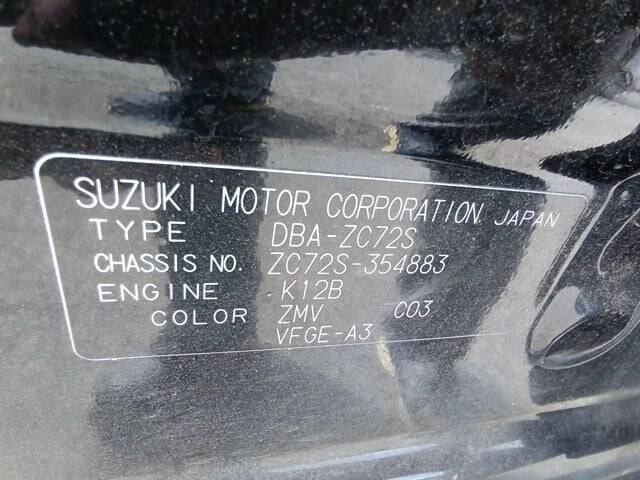 SUZUKI MOTOR CORPORATION JAPAN
TYPE DBA-ZC72S
CHASSIS NO. ZC72S-354883
ENGINE K12B
COLOR ZMV C03
VFGE-A3